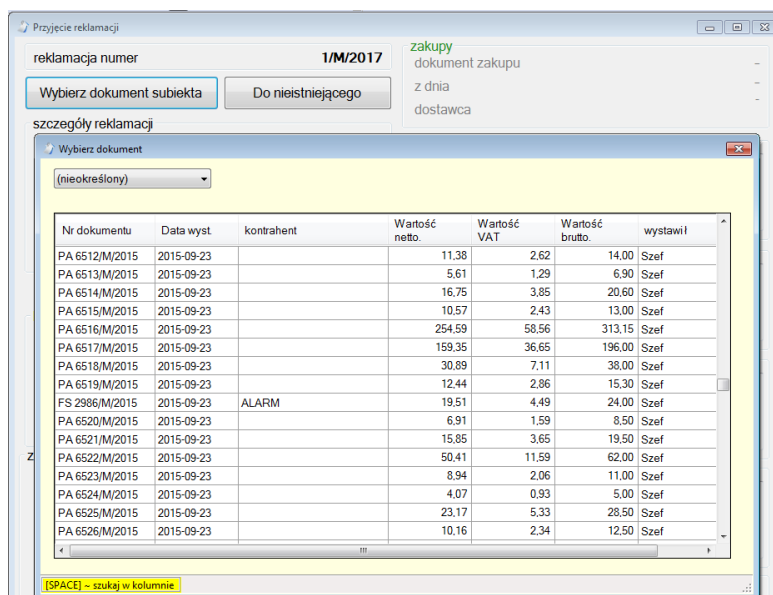 Przyjęcie reklamacji
reklamacja numer 1/M/2017
zakupy
dokument zakupu -
Wybierz dokument subiekta Do nieistniejącego
z dnia -
dostawca -
szczegóły reklamacji
Wybierz dokument
(nieokreślony)
Nr dokumentu Data wyst. kontrahent Wartość netto. Wartość VAT Wartość brutto. wystawił
PA 6512/M/2015 2015-09-23 11,38 2,62 14,00 Szef
PA 6513/M/2015 2015-09-23 5,61 1,29 6,90 Szef
PA 6514/M/2015 2015-09-23 16,75 3,85 20,60 Szef
PA 6515/M/2015 2015-09-23 10,57 2,43 13,00 Szef
PA 6516/M/2015 2015-09-23 254,59 58,56 313,15 Szef
PA 6517/M/2015 2015-09-23 159,35 36,65 196,00 Szef
PA 6518/M/2015 2015-09-23 30,89 7,11 38,00 Szef
PA 6519/M/2015 2015-09-23 12,44 2,86 15,30 Szef
FS 2986/M/2015 2015-09-23 ALARM 19,51 4,49 24,00 Szef
PA 6520/M/2015 2015-09-23 6,91 1,59 8,50 Szef
PA 6521/M/2015 2015-09-23 15,85 3,65 19,50 Szef
PA 6522/M/2015 2015-09-23 50,41 11,59 62,00 Szef
PA 6523/M/2015 2015-09-23 8,94 2,06 11,00 Szef
PA 6524/M/2015 2015-09-23 4,07 0,93 5,00 Szef
PA 6525/M/2015 2015-09-23 23,17 5,33 28,50 Szef
PA 6526/M/2015 2015-09-23 10,16 2,34 12,50 Szef
[SPACE] ~ szukaj w kolumnie